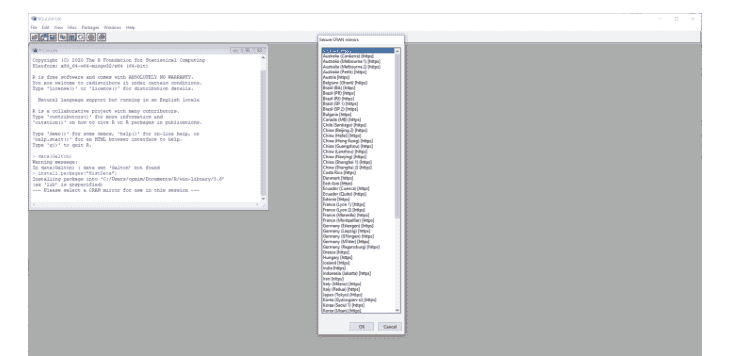 RGui (64-bit)
File Edit View Misc Packages Windows Help
R Console
Copyright (C) 2020 The R Foundation for Statistical Computing
Platform: x86_64-w64-mingw32/x64 (64-bit)
R is free software and comes with ABSOLUTELY NO WARRANTY.
You are welcome to redistribute it under certain conditions.
Type 'license()' or 'licence()' for distribution details.
Natural language support but running in an English locale
R is a collaborative project with many contributors.
Type 'contributors()' for more information and
'citation()' on how to cite R or R packages in publications.
Type 'demo()' for some demos, 'help()' for on-line help, or
'help.start()' for an HTML browser interface to help.
Type 'q()' to quit R.
> data(Galton)
Warning message:
In data(Galton) : data set 'Galton' not found
> install.packages("HistData")
Installing package into
(as 'lib' is unspecified)
--- Please select a CRAN mirror for use in this session ---
Secure CRAN mirrors
Australia (Canberra) [https]
Australia (Melbourne 1) [https]
Australia (Melbourne 2) [https]
Australia (Perth) [https]
Austria [https]
Belgium (Ghent) [https]
Brazil (BA) [https]
Brazil (PR) [https]
Brazil (RJ) [https]
Brazil (SP 1) [https]
Brazil (SP 2) [https]
Bulgaria [https]
Canada (MB) [https]
Chile (Santiago) [https]
China (Beijing 2) [https]
China (Hefei) [https]
China (Hong Kong) [https]
China (Guangzhou) [https]
China (Lanzhou) [https]
China (Nanjing) [https]
China (Shanghai 1) [https]
China (Shanghai 2) [https]
Costa Rica [https]
Denmark [https]
East Asia [https]
Ecuador (Cuenca) [https]
Ecuador (Quito) [https]
Estonia [https]
France (Lyon 1) [https]
France (Lyon 2) [https]
France (Marseille) [https]
France (Montpellier) [https]
Germany (Erlangen) [https]
Germany (Leipzig) [https]
Germany (Göttingen) [https]
Germany (Münster) [https]
Germany (Regensburg) [https]
Greece [https]
Hungary [https]
Iceland [https]
India [https]
Indonesia (Jakarta) [https]
Iran [https]
Italy (Milano) [https]
Italy (Padua) [https]
Japan (Tokyo) [https]
Korea (Gyeongsan-si) [https]
Korea (Seoul 1) [https]
Korea (Ulsan) [https]
OK Cancel